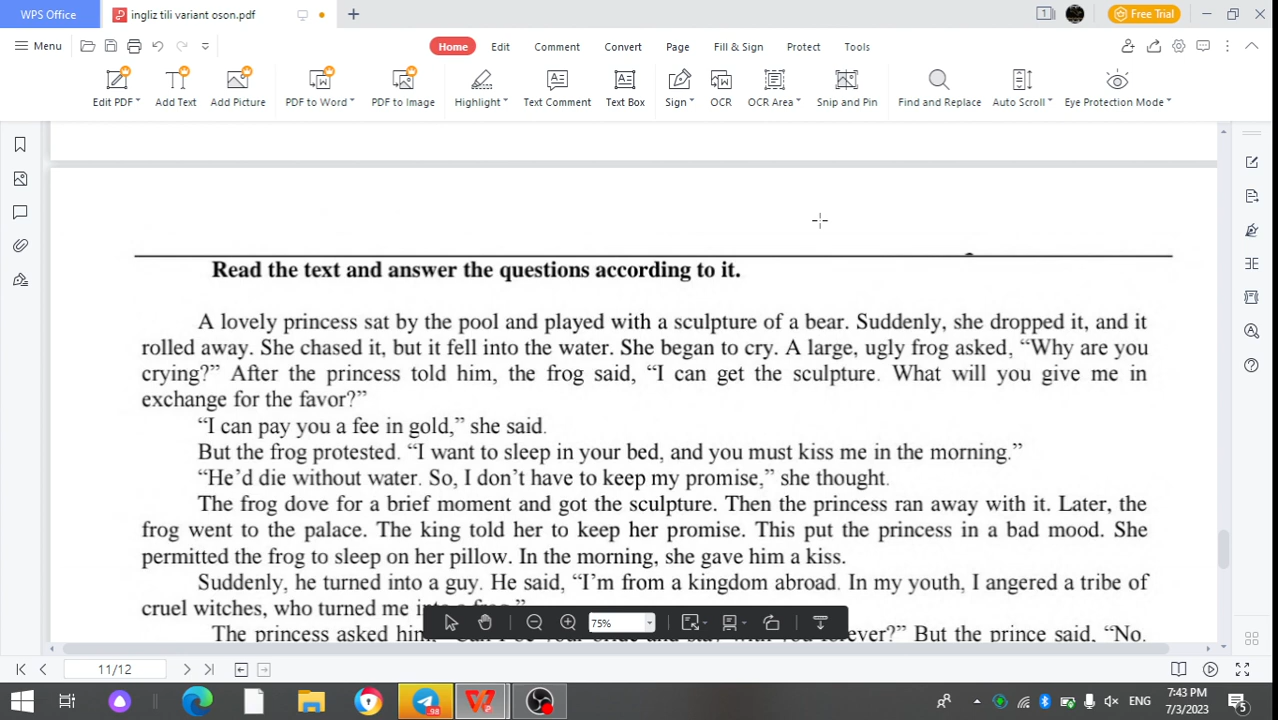 WPS Office
ingliz tili variant oson.pdf
Free Trial
Menu
Home Edit Comment Convert Page Fill & Sign Protect Tools
Edit PDF Add Text Add Picture PDF to Word PDF to Image Highlight Text Comment Text Box Sign OCR OCR Area Snip and Pin Find and Replace Auto Scroll Eye Protection Mode
Read the text and answer the questions according to it.
A lovely princess sat by the pool and played with a sculpture of a bear. Suddenly, she dropped it, and it
rolled away. She chased it, but it fell into the water. She began to cry. A large, ugly frog asked, “Why are you
crying?” After the princess told him, the frog said, “I can get the sculpture. What will you give me in
exchange for the favor?”
“I can pay you a fee in gold,” she said.
But the frog protested. “I want to sleep in your bed, and you must kiss me in the morning.”
“He’d die without water. So, I don’t have to keep my promise,” she thought.
The frog dove for a brief moment and got the sculpture. Then the princess ran away with it. Later, the
frog went to the palace. The king told her to keep her promise. This put the princess in a bad mood. She
permitted the frog to sleep on her pillow. In the morning, she gave him a kiss.
Suddenly, he turned into a guy. He said, “I’m from a kingdom abroad. In my youth, I angered a tribe of
cruel witches, who turned me into a frog.”
The princess asked him, “Can I be your bride and stay with you forever?” But the prince said, “No.
75%
11/12
98
ENG
7:43 PM
7/3/2023
5